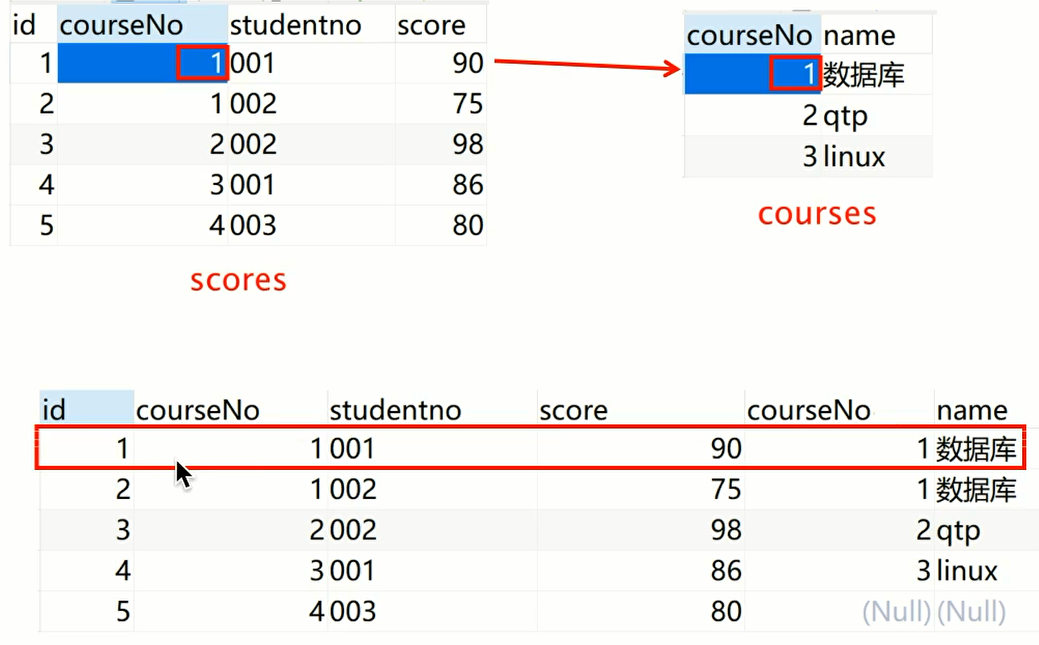 id courseNo studentno score
1 1 001 90
2 1 002 75
3 2 002 98
4 3 001 86
5 4 003 80
scores
courseNo name
1 数据库
2 qtp
3 linux
courses
id courseNo studentno score courseNo name
1 1 001 90 1 数据库
2 1 002 75 1 数据库
3 2 002 98 2 qtp
4 3 001 86 3 linux
5 4 003 80 (Null) (Null)